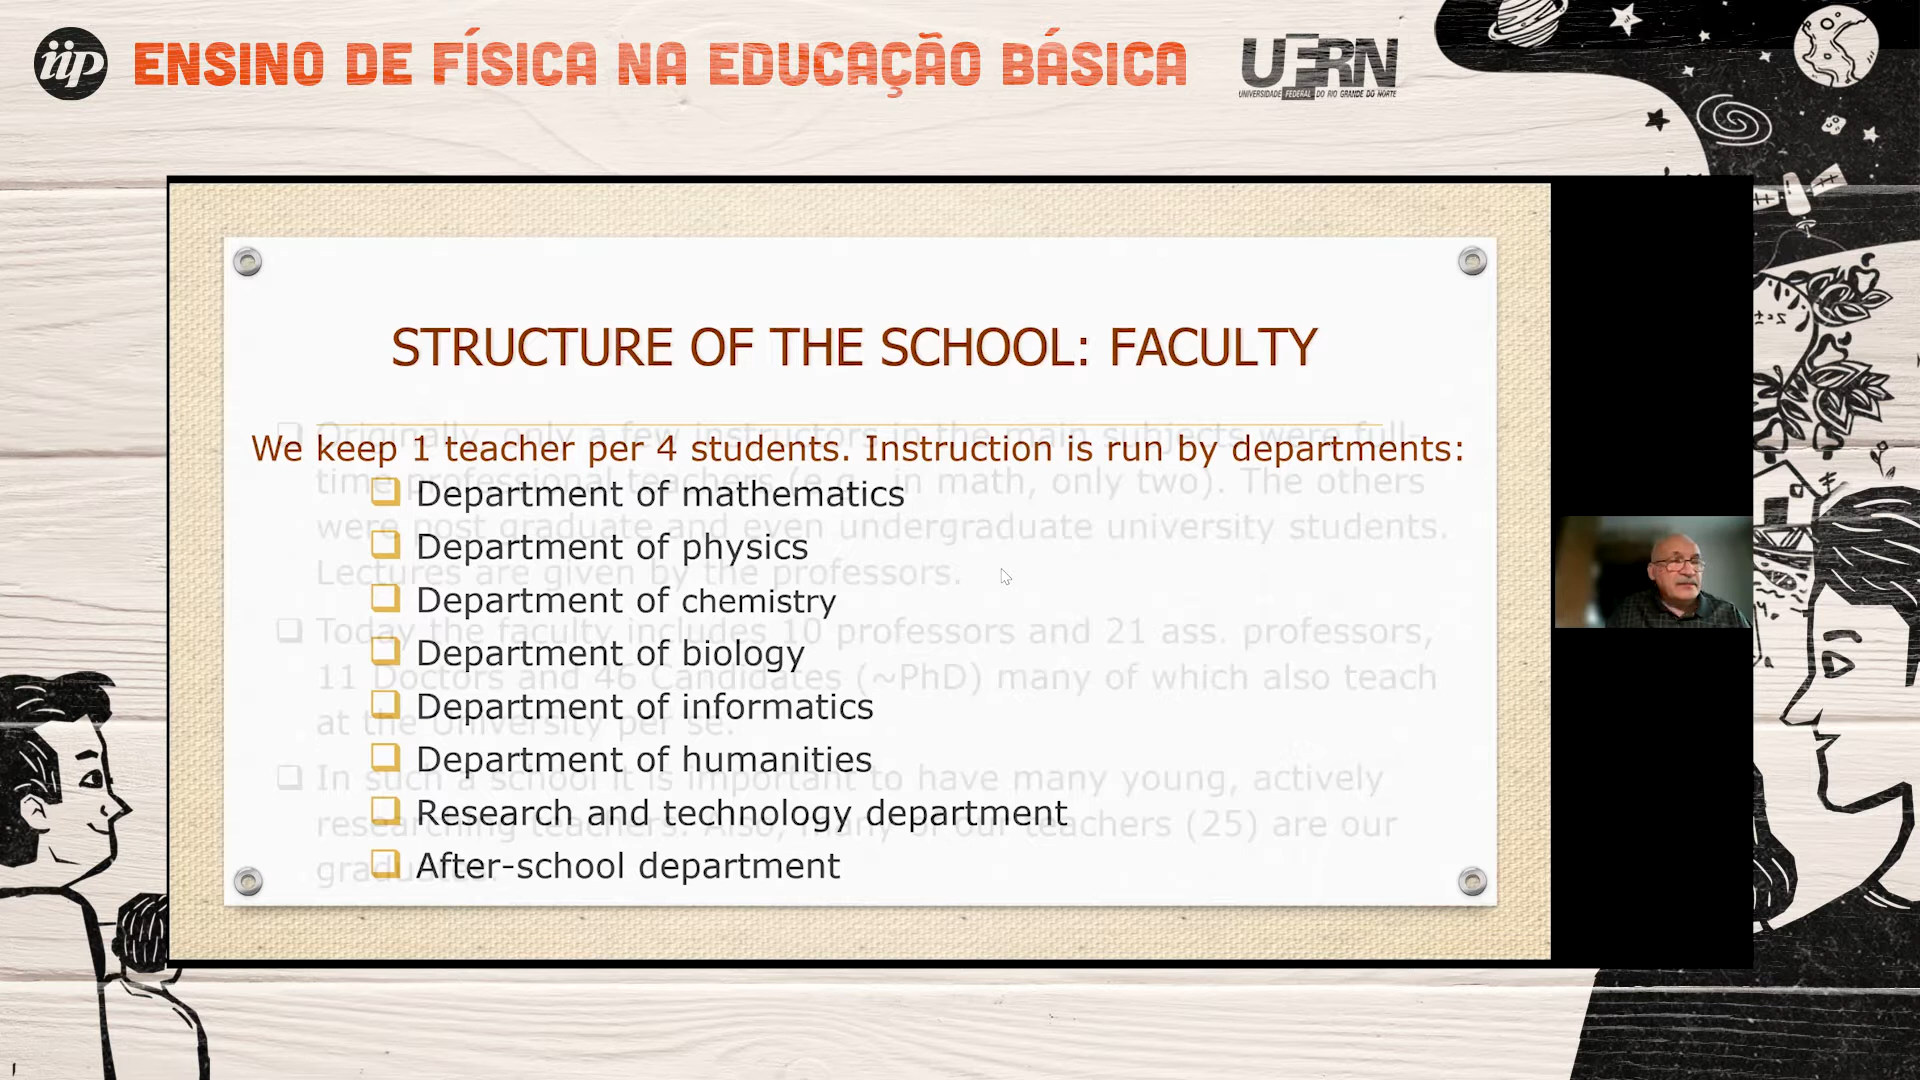 iip ENSINO DE FÍSICA NA EDUCAÇÃO BÁSICA
UFRN
UNIVERSIDADE FEDERAL DO RIO GRANDE DO NORTE
STRUCTURE OF THE SCHOOL: FACULTY
We keep 1 teacher per 4 students. Instruction is run by departments:
Department of mathematics
Department of physics
Department of chemistry
Department of biology
Department of informatics
Department of humanities
Research and technology department
After-school department
Originally, only a few instructors in the main subjects were full
time professional teachers (e.g. in math, only two). The others
were post graduate and even undergraduate university students.
Lectures are given by the professors.
Today the faculty includes 10 professors and 21 ass. professors,
11 Doctors and 46 Candidates (~PhD) many of which also teach
at the University per se.
In such a school it is important to have many young, actively
researching teachers. Also, many of our teachers (25) are our